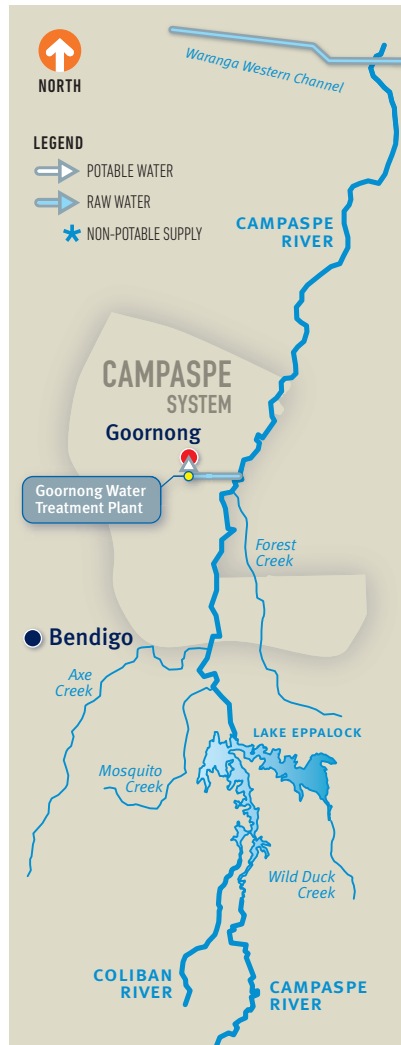 NORTH
Waranga Western Channel
LEGEND
POTABLE WATER
RAW WATER
NON-POTABLE SUPPLY
CAMPASPE
RIVER
CAMPASPE
SYSTEM
Goornong
Goornong Water
Treatment Plant
Forest
Creek
Bendigo
Axe
Creek
LAKE EPPALOCK
Mosquito
Creek
Wild Duck
Creek
COLIBAN
RIVER
CAMPASPE
RIVER